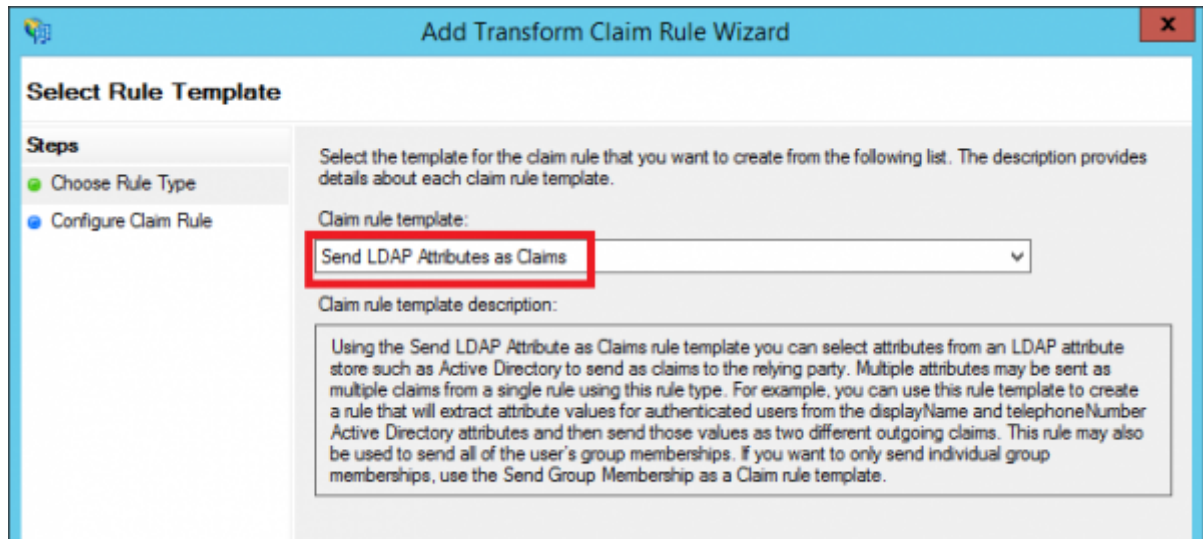 Add Transform Claim Rule Wizard
Select Rule Template
Steps
Choose Rule Type
Configure Claim Rule
Select the template for the claim rule that you want to create from the following list. The description provides
details about each claim rule template.
Claim rule template:
Send LDAP Attributes as Claims
Claim rule template description:
Using the Send LDAP Attribute as Claims rule template you can select attributes from an LDAP attribute
store such as Active Directory to send as claims to the relying party. Multiple attributes may be sent as
multiple claims from a single rule using this rule type. For example, you can use this rule template to create
a rule that will extract attribute values for authenticated users from the displayName and telephoneNumber
Active Directory attributes and then send those values as two different outgoing claims. This rule may also
be used to send all of the user's group memberships. If you want to only send individual group
memberships, use the Send Group Membership as a Claim rule template.